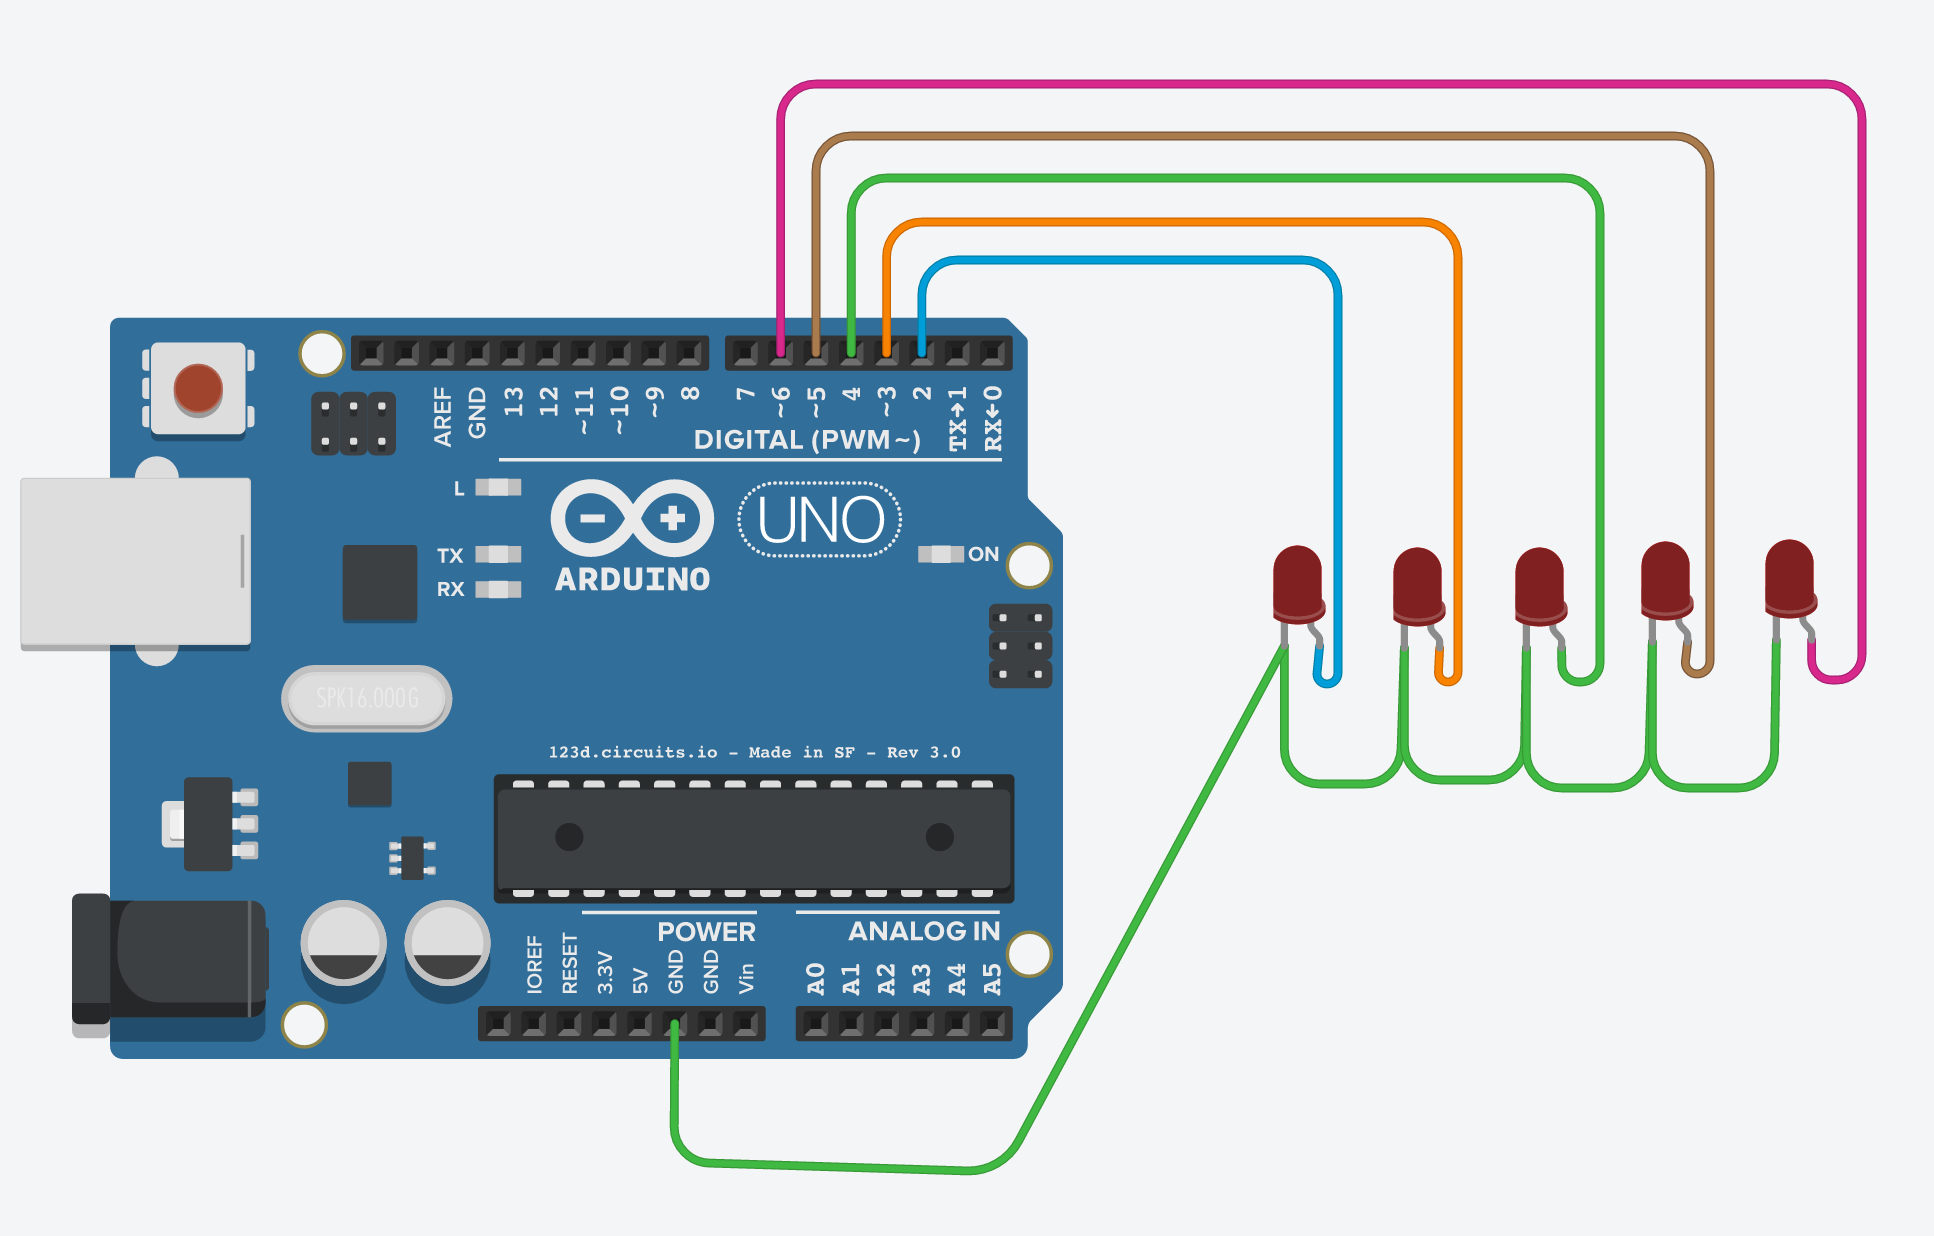 AREF
GND
13
12
~11
~10
~9
8
7
~6
~5
4
~3
2
TX→1
RX←0
DIGITAL (PWM~)
L
TX
RX
UNO
ARDUINO
ON
SPK16.000G
123d.circuits.io - Made in SF - Rev 3.0
POWER
ANALOG IN
IOREF
RESET
3.3V
5V
GND
GND
Vin
A0
A1
A2
A3
A4
A5